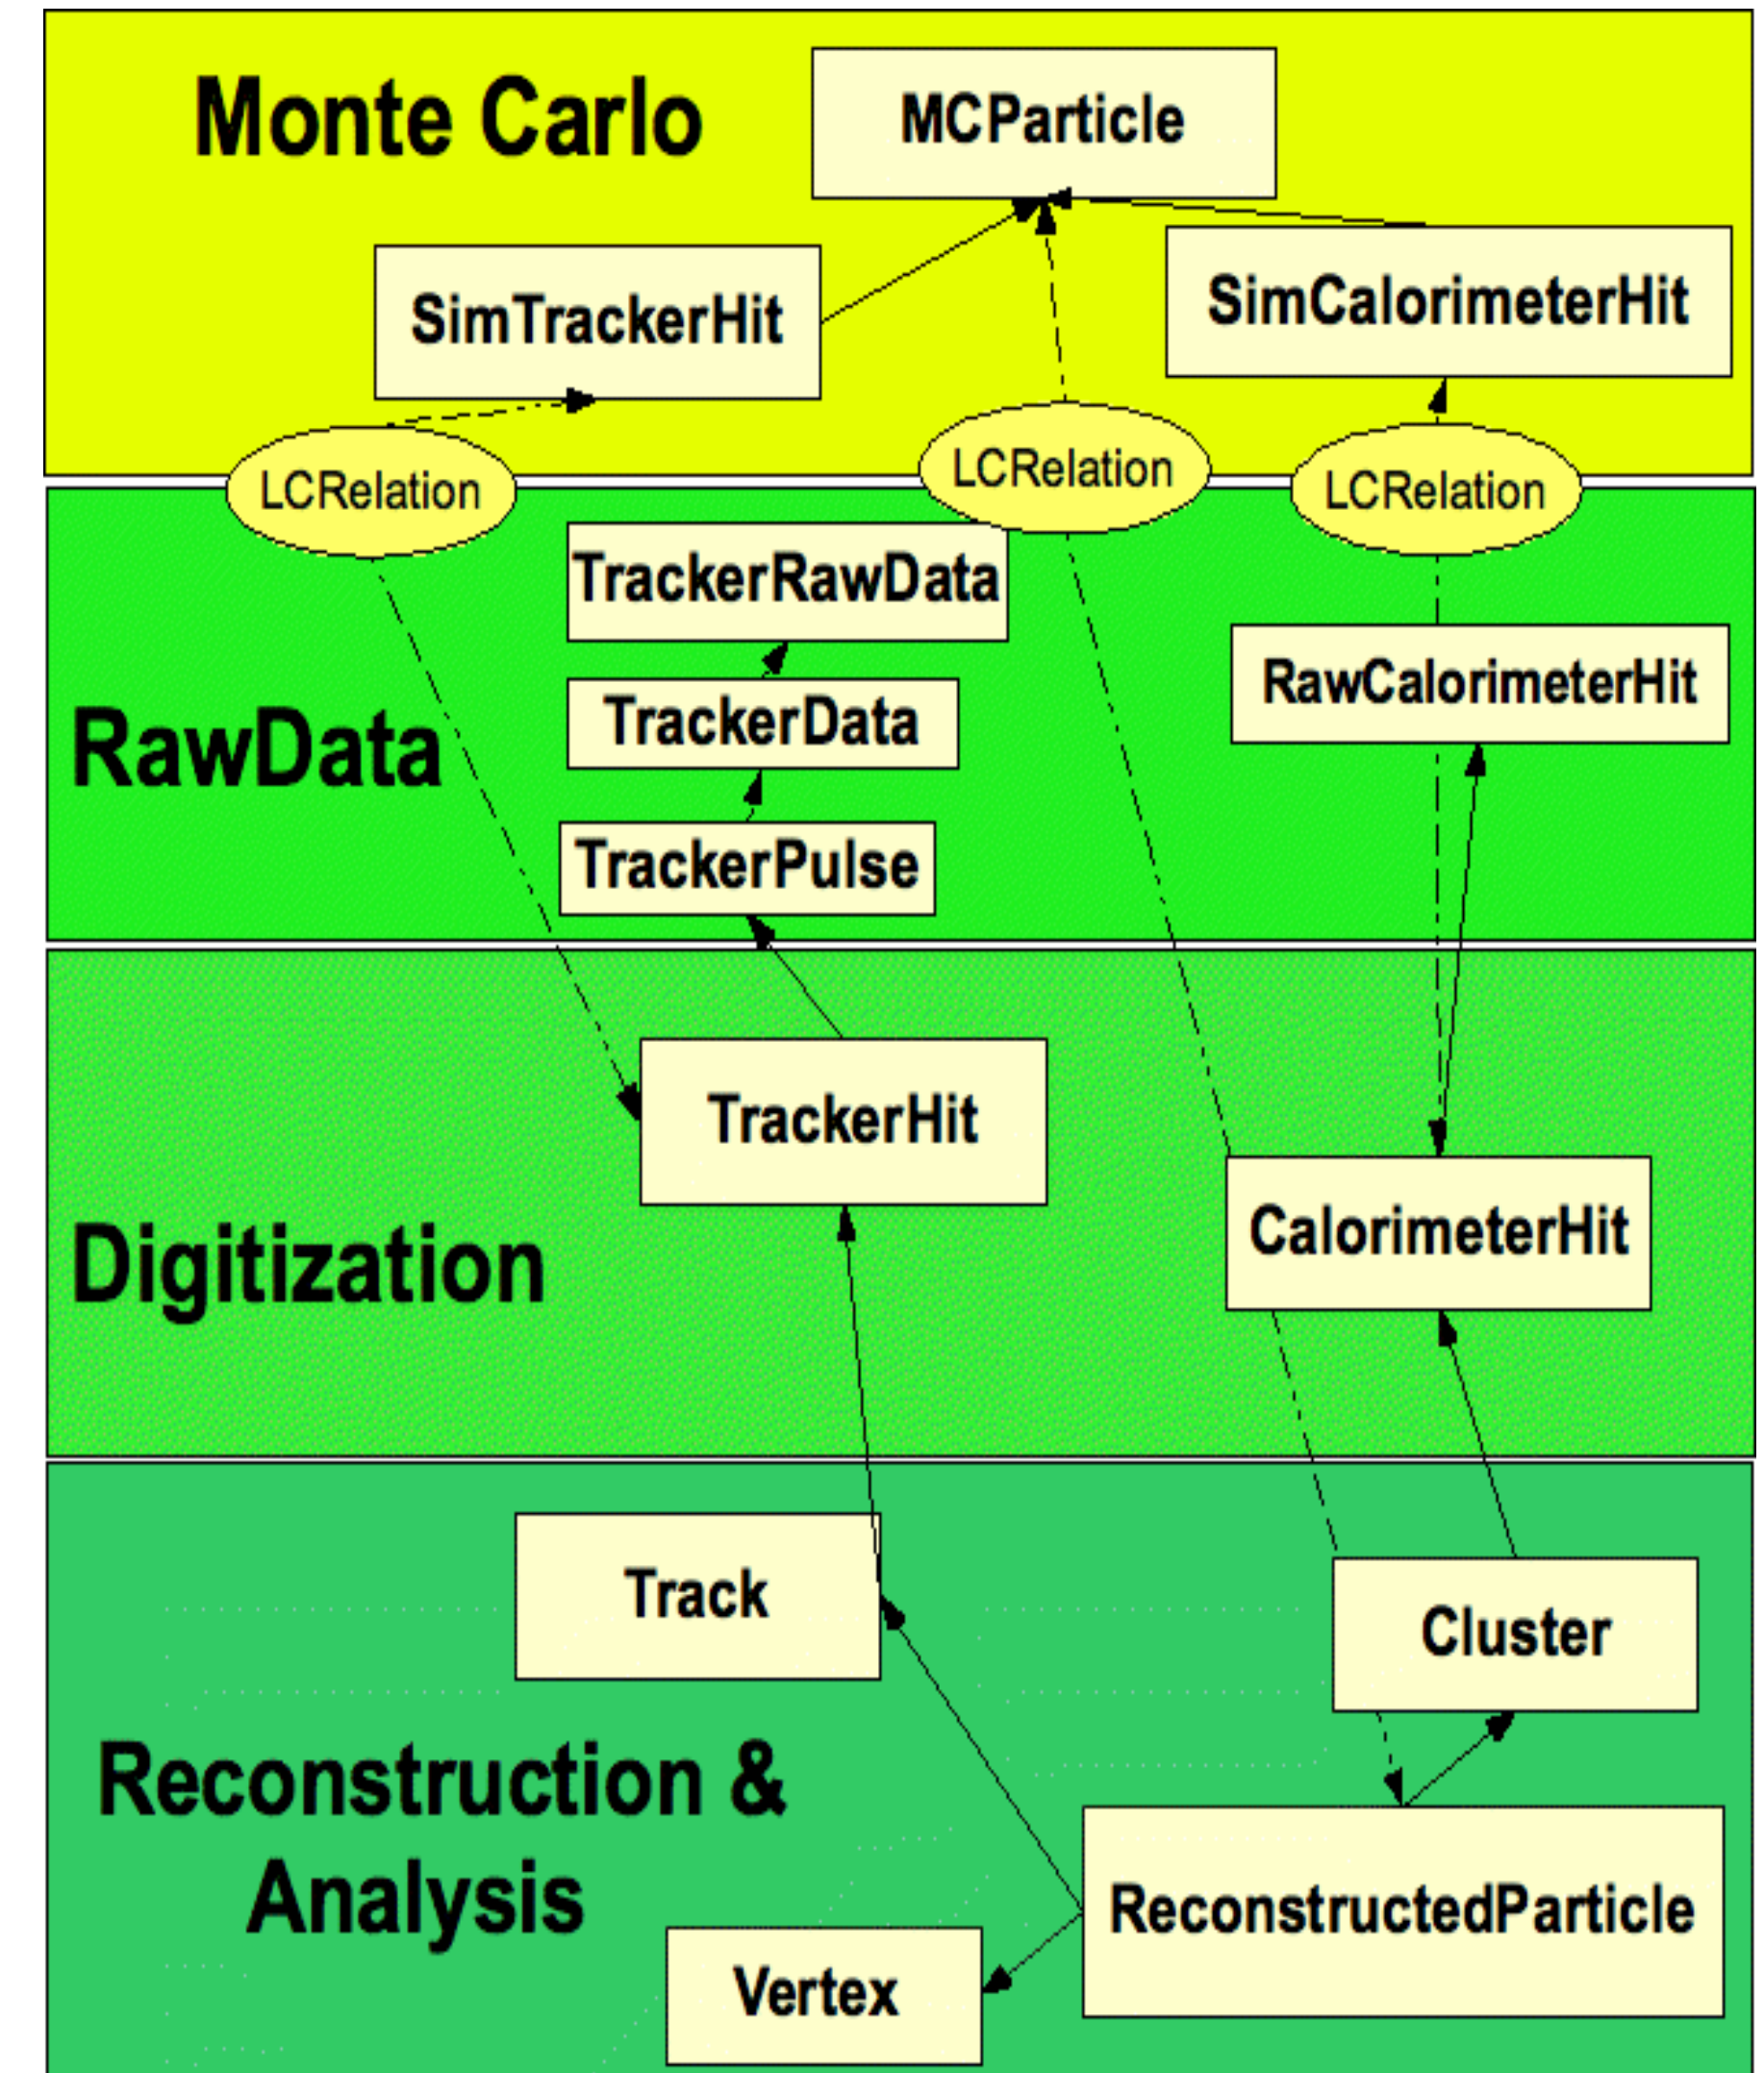 Monte Carlo
MCParticle
SimTrackerHit
SimCalorimeterHit
LCRelation
LCRelation
LCRelation
TrackerRawData
RawCalorimeterHit
TrackerData
RawData
TrackerPulse
TrackerHit
CalorimeterHit
Digitization
Track
Cluster
Reconstruction &
Analysis
ReconstructedParticle
Vertex